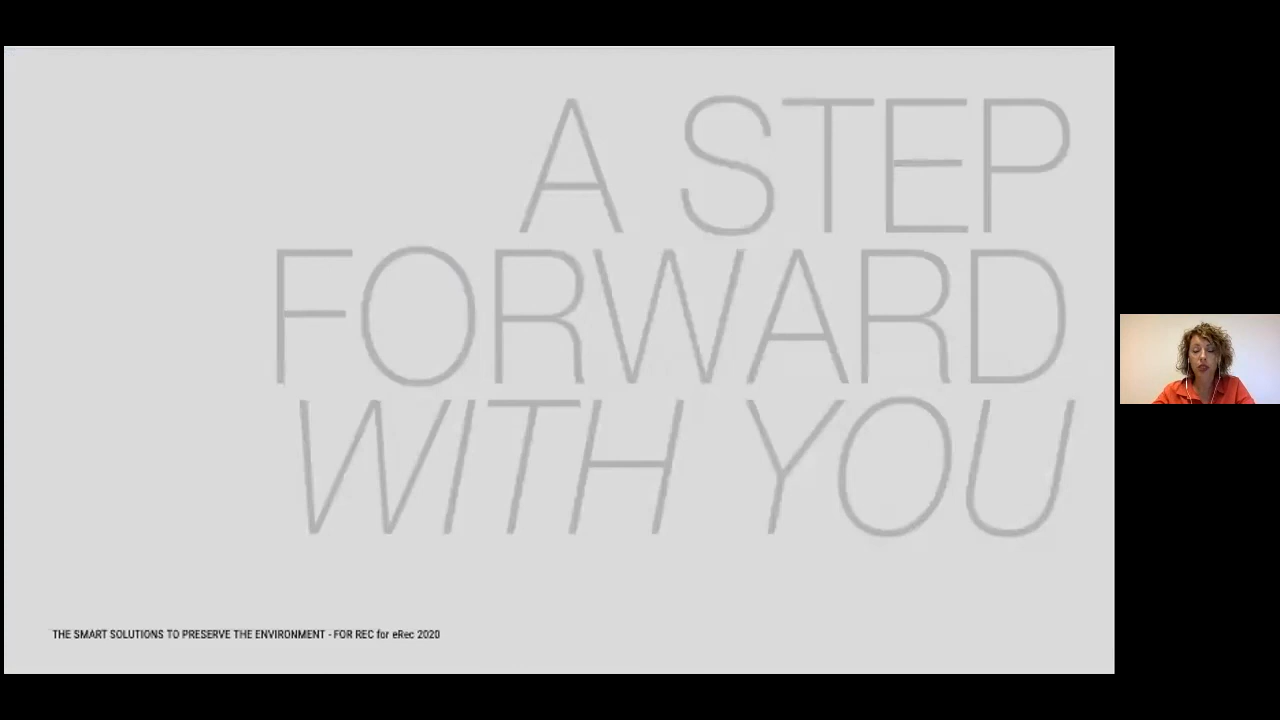 A STEP
FORWARD
WITH YOU
THE SMART SOLUTIONS TO PRESERVE THE ENVIRONMENT - FOR REC for eRec 2020